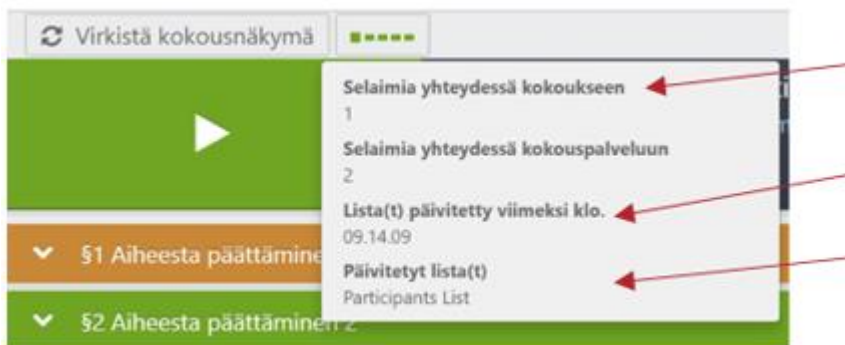 Virkistä kokousnäkymä
Selaimia yhteydessä kokoukseen
1
Selaimia yhteydessä kokouspalveluun
2
Lista(t) päivitetty viimeksi klo.
09.14.09
Päivitetyt lista(t)
Participants List
§1 Aiheesta päättämine
§2 Aiheesta päättäminen 2